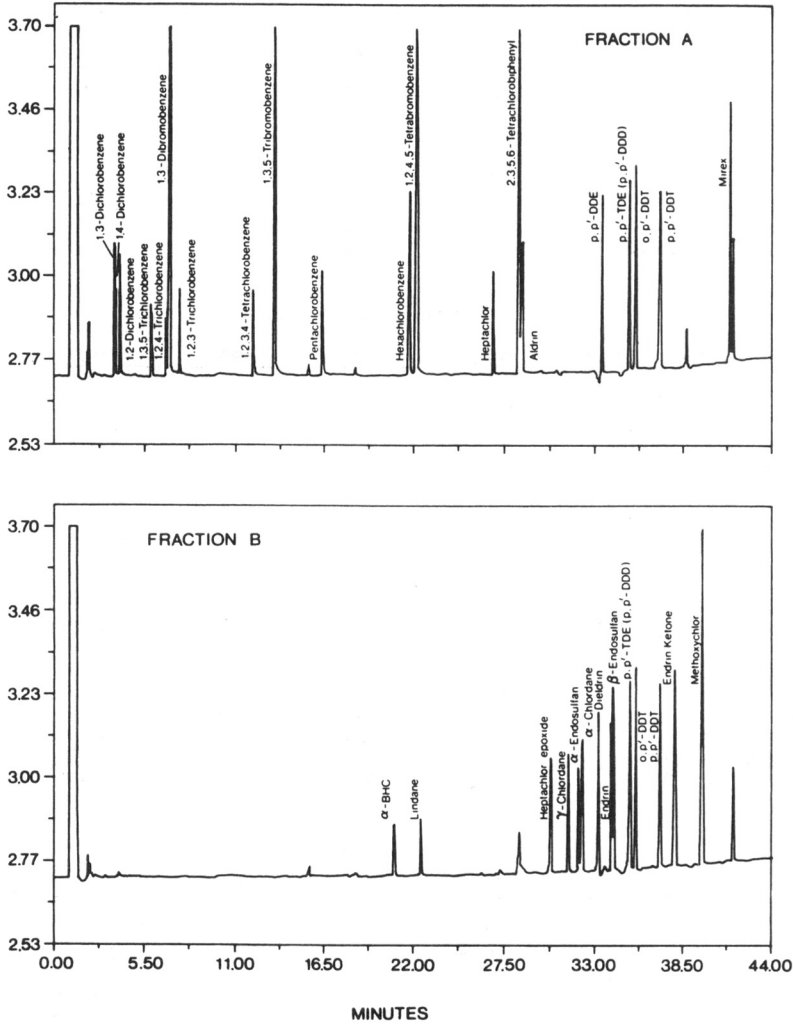 FRACTION A
3.70
3.46
3.23
3.00
2.77
2.53
1,3-Dichlorobenzene
1,4-Dichlorobenzene
1,2-Dichlorobenzene
1,3,5-Trichlorobenzene
1,2,4-Trichlorobenzene
1,3-Dibromobenzene
1,2,3-Trichlorobenzene
1,2,3,4-Tetrachlorobenzene
1,3,5-Tribromobenzene
Pentachlorobenzene
Hexachlorobenzene
1,2,4,5-Tetrabromobenzene
Heptachlor
2,3,5,6-Tetrachlorobiphenyl
Aldrin
p,p'-DDE
p,p'-TDE (p,p'-DDD)
o,p'-DDT
p,p'-DDT
Mirex
FRACTION B
3.70
3.46
3.23
3.00
2.77
2.53
α-BHC
Lindane
Heptachlor epoxide
γ-Chlordane
α-Endosulfan
α-Chlordane
Dieldrin
Endrin
β-Endosulfan
p,p'-TDE (p,p'-DDD)
o,p'-DDT
p,p'-DDT
Endrin Ketone
Methoxychlor
0.00 5.50 11.00 16.50 22.00 27.50 33.00 38.50 44.00
MINUTES